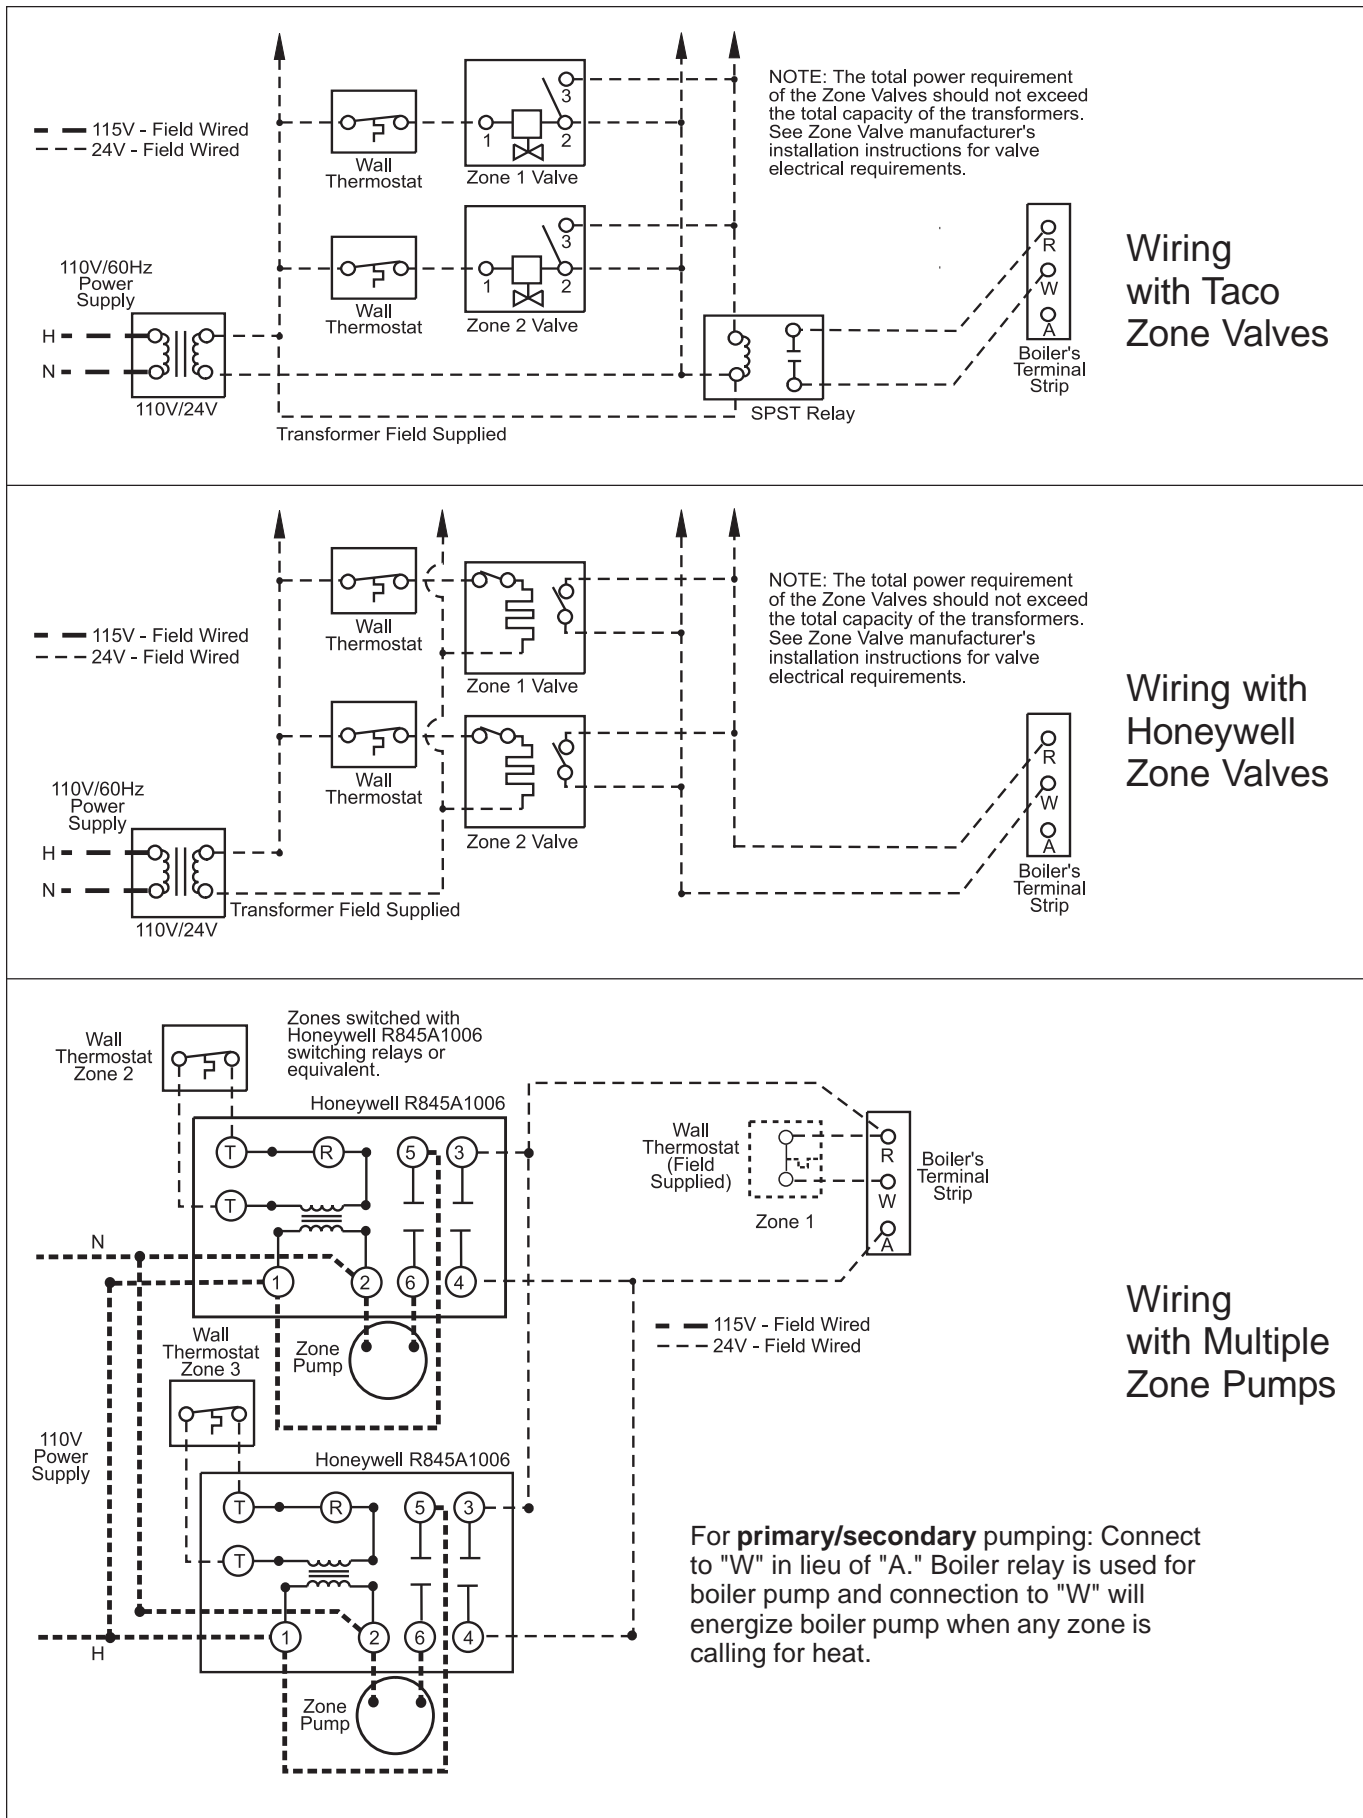 NOTE: The total power requirement
of the Zone Valves should not exceed
the total capacity of the transformers.
See Zone Valve manufacturer's
installation instructions for valve
electrical requirements.
115V - Field Wired
24V - Field Wired
Wall
Thermostat
3
1
2
Zone 1 Valve
Wall
Thermostat
3
1
2
Zone 2 Valve
110V/60Hz
Power
Supply
H
N
110V/24V
Transformer Field Supplied
SPST Relay
R
W
A
Boiler's
Terminal
Strip
Wiring
with Taco
Zone Valves
NOTE: The total power requirement
of the Zone Valves should not exceed
the total capacity of the transformers.
See Zone Valve manufacturer's
installation instructions for valve
electrical requirements.
115V - Field Wired
24V - Field Wired
Wall
Thermostat
Zone 1 Valve
Wall
Thermostat
Zone 2 Valve
110V/60Hz
Power
Supply
H
N
110V/24V
Transformer Field Supplied
R
W
A
Boiler's
Terminal
Strip
Wiring with
Honeywell
Zone Valves
Zones switched with
Honeywell R845A1006
switching relays or
equivalent.
Wall
Thermostat
Zone 2
Honeywell R845A1006
T
R
5
3
T
N
1
2
6
4
Wall
Thermostat
(Field
Supplied)
Zone 1
R
W
A
Boiler's
Terminal
Strip
115V - Field Wired
24V - Field Wired
Zone
Pump
Wall
Thermostat
Zone 3
110V
Power
Supply
Honeywell R845A1006
T
R
5
3
T
1
2
6
4
H
Zone
Pump
Wiring
with Multiple
Zone Pumps
For primary/secondary pumping: Connect
to "W" in lieu of "A." Boiler relay is used for
boiler pump and connection to "W" will
energize boiler pump when any zone is
calling for heat.